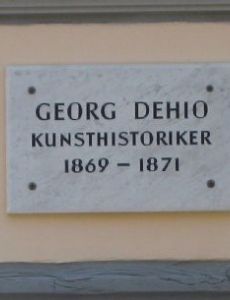 GEORG DEHIO
KUNSTHISTORIKER
1869 – 1871